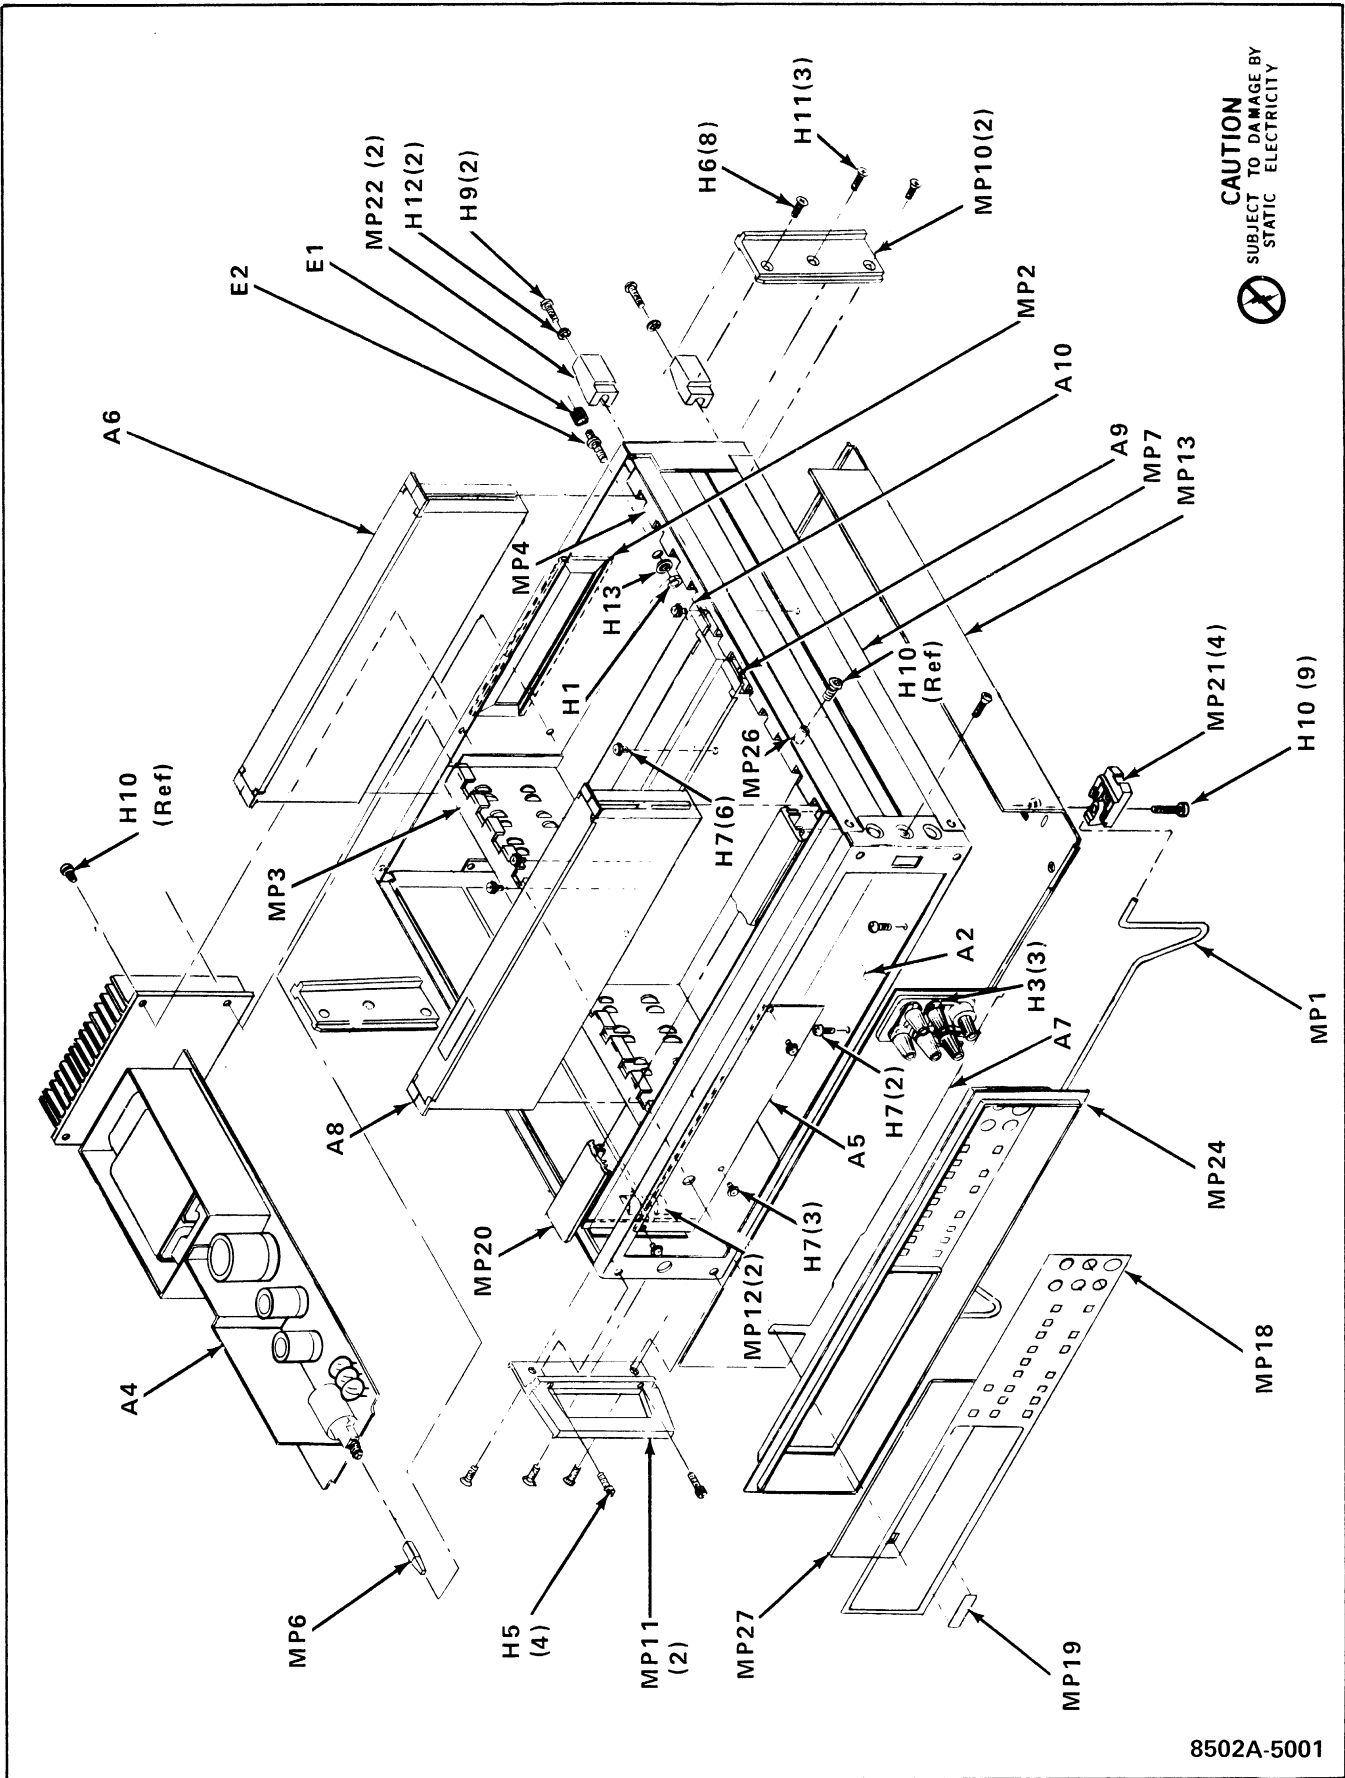 A4
H10
(Ref)
A6
E2
E1
MP22 (2)
H12(2)
H9(2)
H6(8)
H11(3)
MP10(2)
CAUTION
SUBJECT TO DAMAGE BY
STATIC ELECTRICITY
MP2
A10
A9
MP7
MP13
MP3
MP4
H13
H1
H10
(Ref)
MP26
H7(6)
MP21(4)
H10 (9)
A8
MP20
A2
H3(3)
A7
MP1
H7(2)
A5
H7(3)
MP12(2)
MP24
MP18
MP6
H5
(4)
MP11
(2)
MP27
MP19
8502A-5001